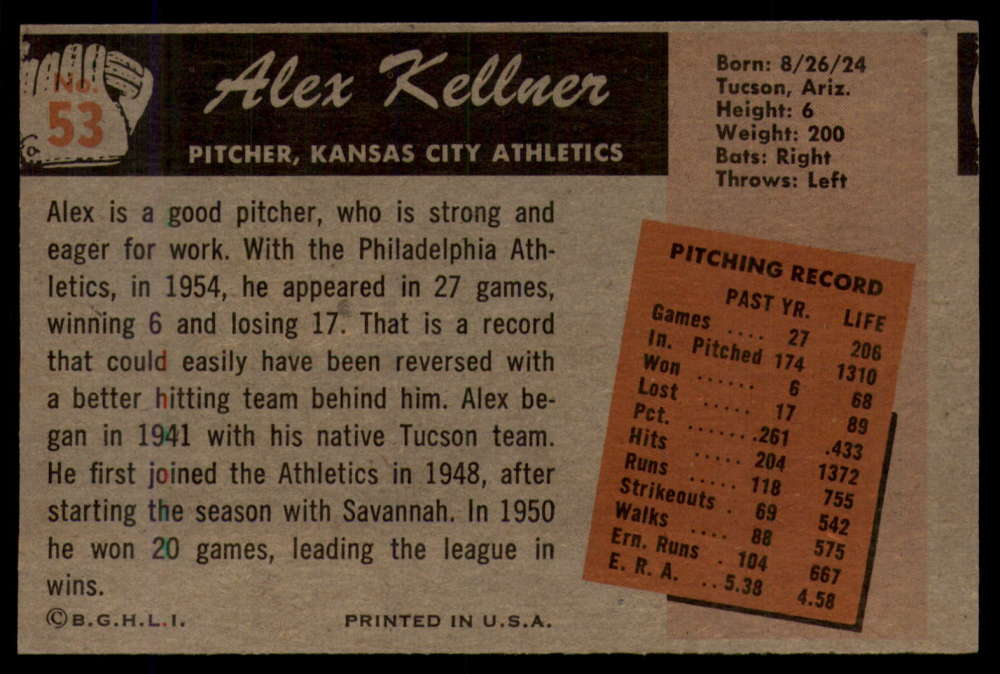 No.
53
Alex Kellner
PITCHER, KANSAS CITY ATHLETICS
Born: 8/26/24
Tucson, Ariz.
Height: 6
Weight: 200
Bats: Right
Throws: Left
Alex is a good pitcher, who is strong and
eager for work. With the Philadelphia Ath-
letics, in 1954, he appeared in 27 games,
winning 6 and losing 17. That is a record
that could easily have been reversed with
a better hitting team behind him. Alex be-
gan in 1941 with his native Tucson team.
He first joined the Athletics in 1948, after
starting the season with Savannah. In 1950
he won 20 games, leading the league in
wins.
©B.G.H.L.I. PRINTED IN U.S.A.
PITCHING RECORD
PAST YR. LIFE
Games .... 27 206
In. Pitched 174 1310
Won ...... 6 68
Lost ..... 17 89
Pct. .......261 .433
Hits ..... 204 1372
Runs ..... 118 755
Strikeouts . 69 542
Walks .... 88 575
Ern. Runs . 104 667
E. R. A. .. 5.38 4.58